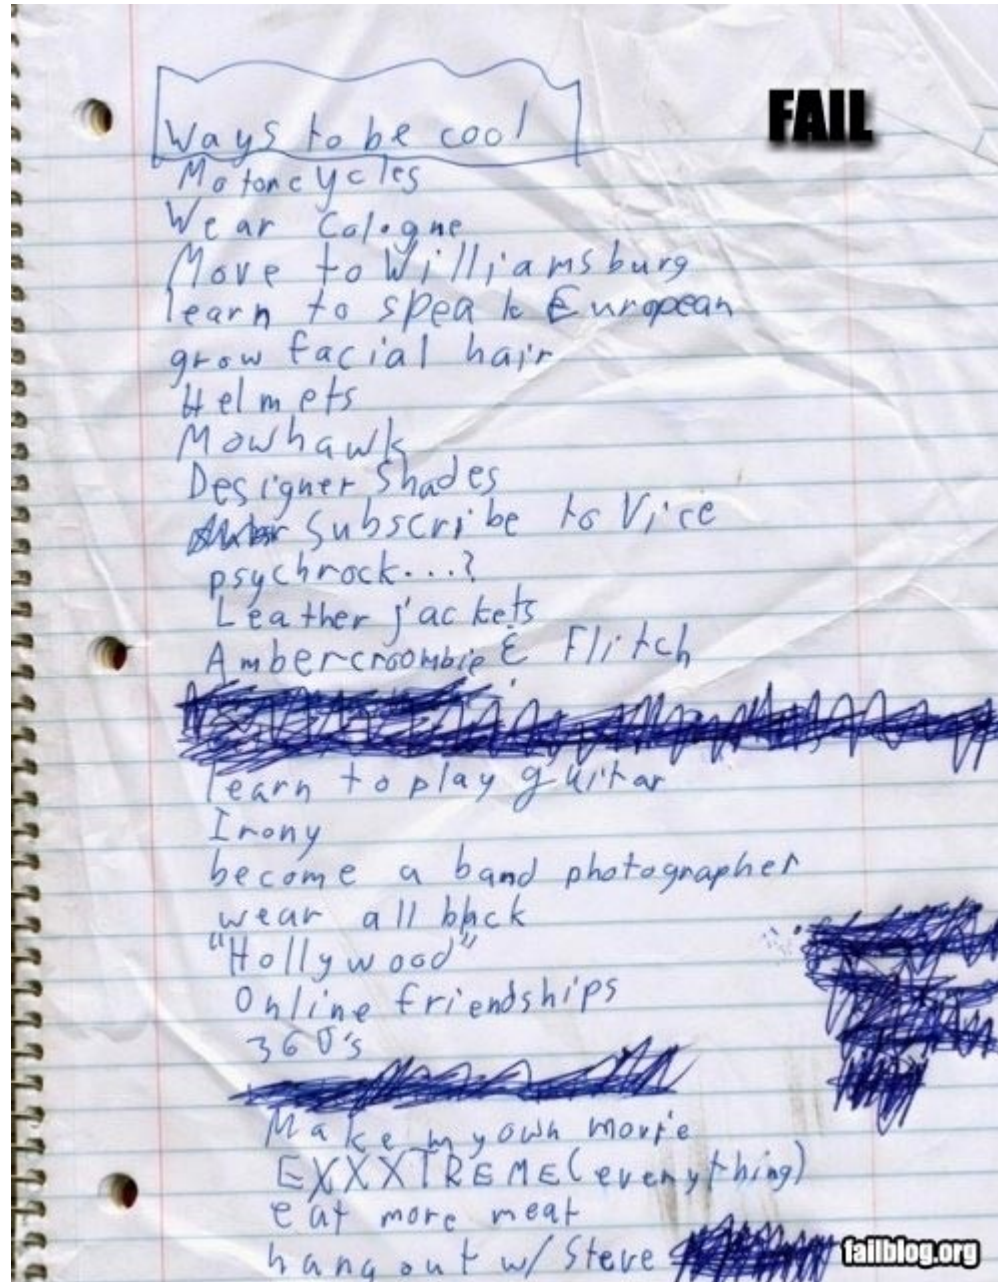 FAIL
Ways to be cool
Motorcycles
Wear Cologne
Move to Williamsburg
learn to speak European
grow facial hair
Helmets
Mowhawk
Designer Shades
Subscribe to Vice
psychrock...?
Leather jackets
Ambercroombie & Flitch
learn to play guitar
Irony
become a band photographer
wear all black
"Hollywood"
Online friendships
360's
Make my own movie
EXXXTREME (everything)
eat more meat
hang out w/ Steve
failblog.org